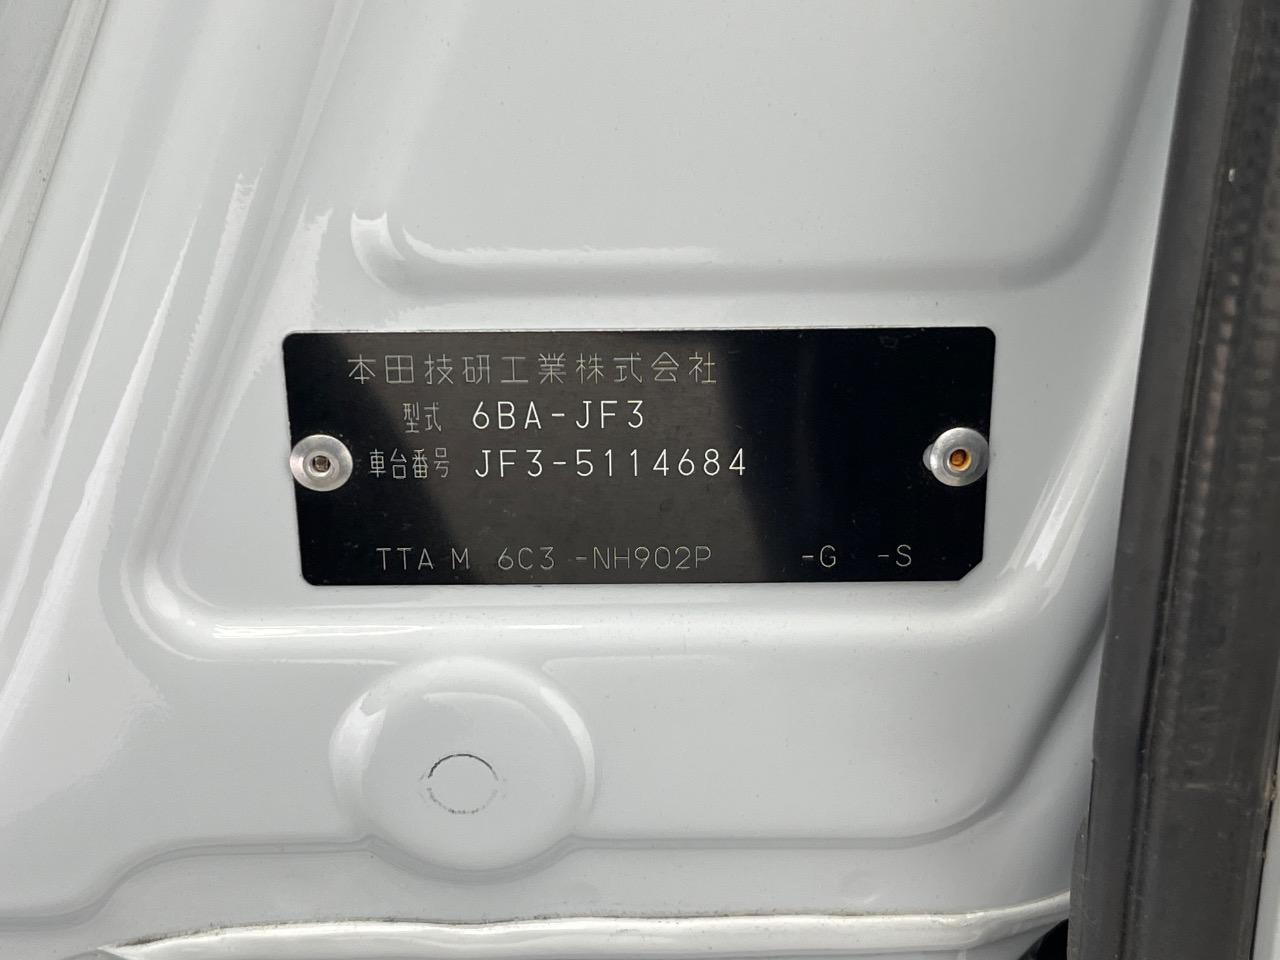 本田技研工業株式会社
型式 6BA-JF3
車台番号 JF3-5114684
TTA M 6C3 -NH902P -G -S